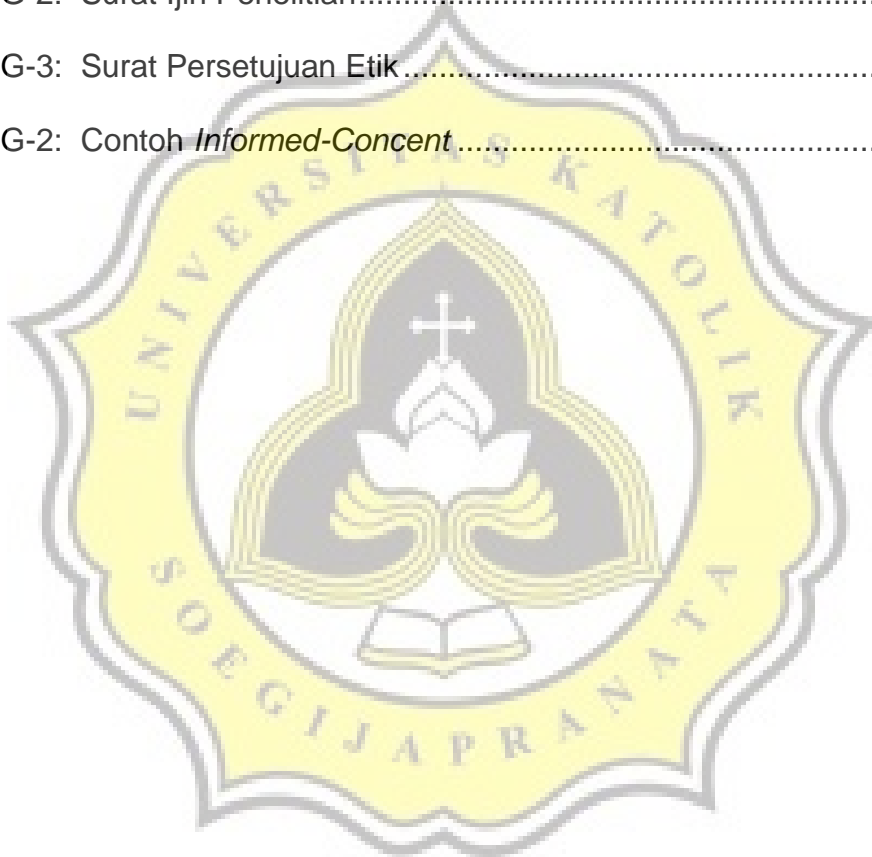 G-2: Surat Ijin Penelitian
G-3: Surat Persetujuan Etik
G-2: Contoh Informed-Concent
UNIVERSITAS KATOLIK
SOEGIJAPRANATA